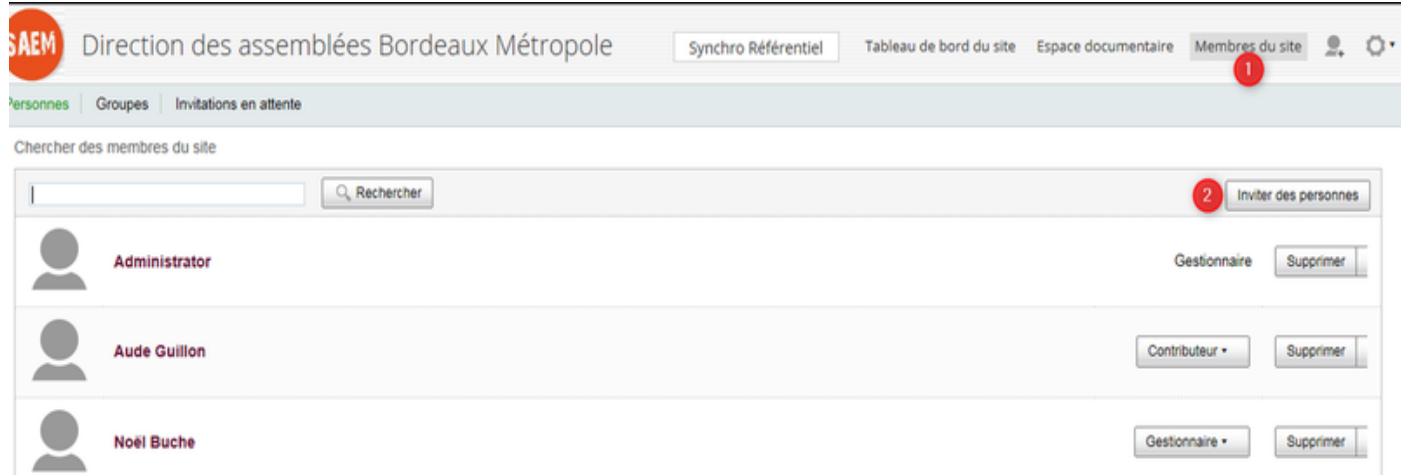 SAEM Direction des assemblées Bordeaux Métropole Synchro Référentiel Tableau de bord du site Espace documentaire Membres du site
1
Personnes Groupes Invitations en attente
Chercher des membres du site
Rechercher 2 Inviter des personnes
Administrator Gestionnaire Supprimer
Aude Guillon Contributeur Supprimer
Noël Buche Gestionnaire Supprimer